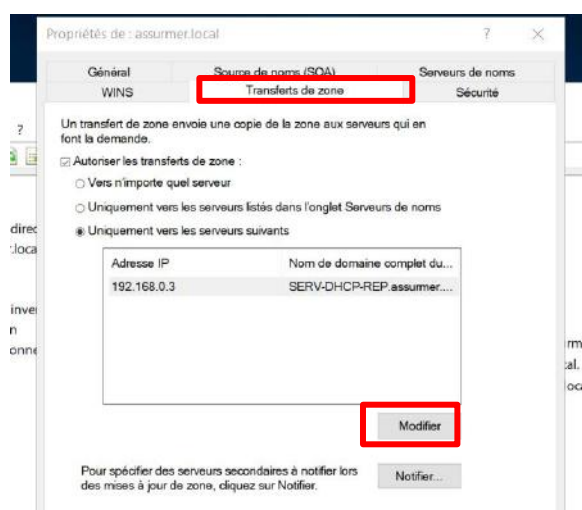 Propriétés de : assurmer.local ? ×
Général Source de noms (SOA) Serveurs de noms
WINS Transferts de zone Sécurité
?
Un transfert de zone envoie une copie de la zone aux serveurs qui en
font la demande.
Autoriser les transferts de zone :
Vers n'importe quel serveur
Uniquement vers les serveurs listés dans l'onglet Serveurs de noms
direc
Uniquement vers les serveurs suivants
r.loca
Adresse IP Nom de domaine complet du...
192.168.0.3 SERV-DHCP-REP.assurmer....
inver
n
onne
Modifier
Pour spécifier des serveurs secondaires à notifier lors
des mises à jour de zone, cliquez sur Notifier.
Notifier...